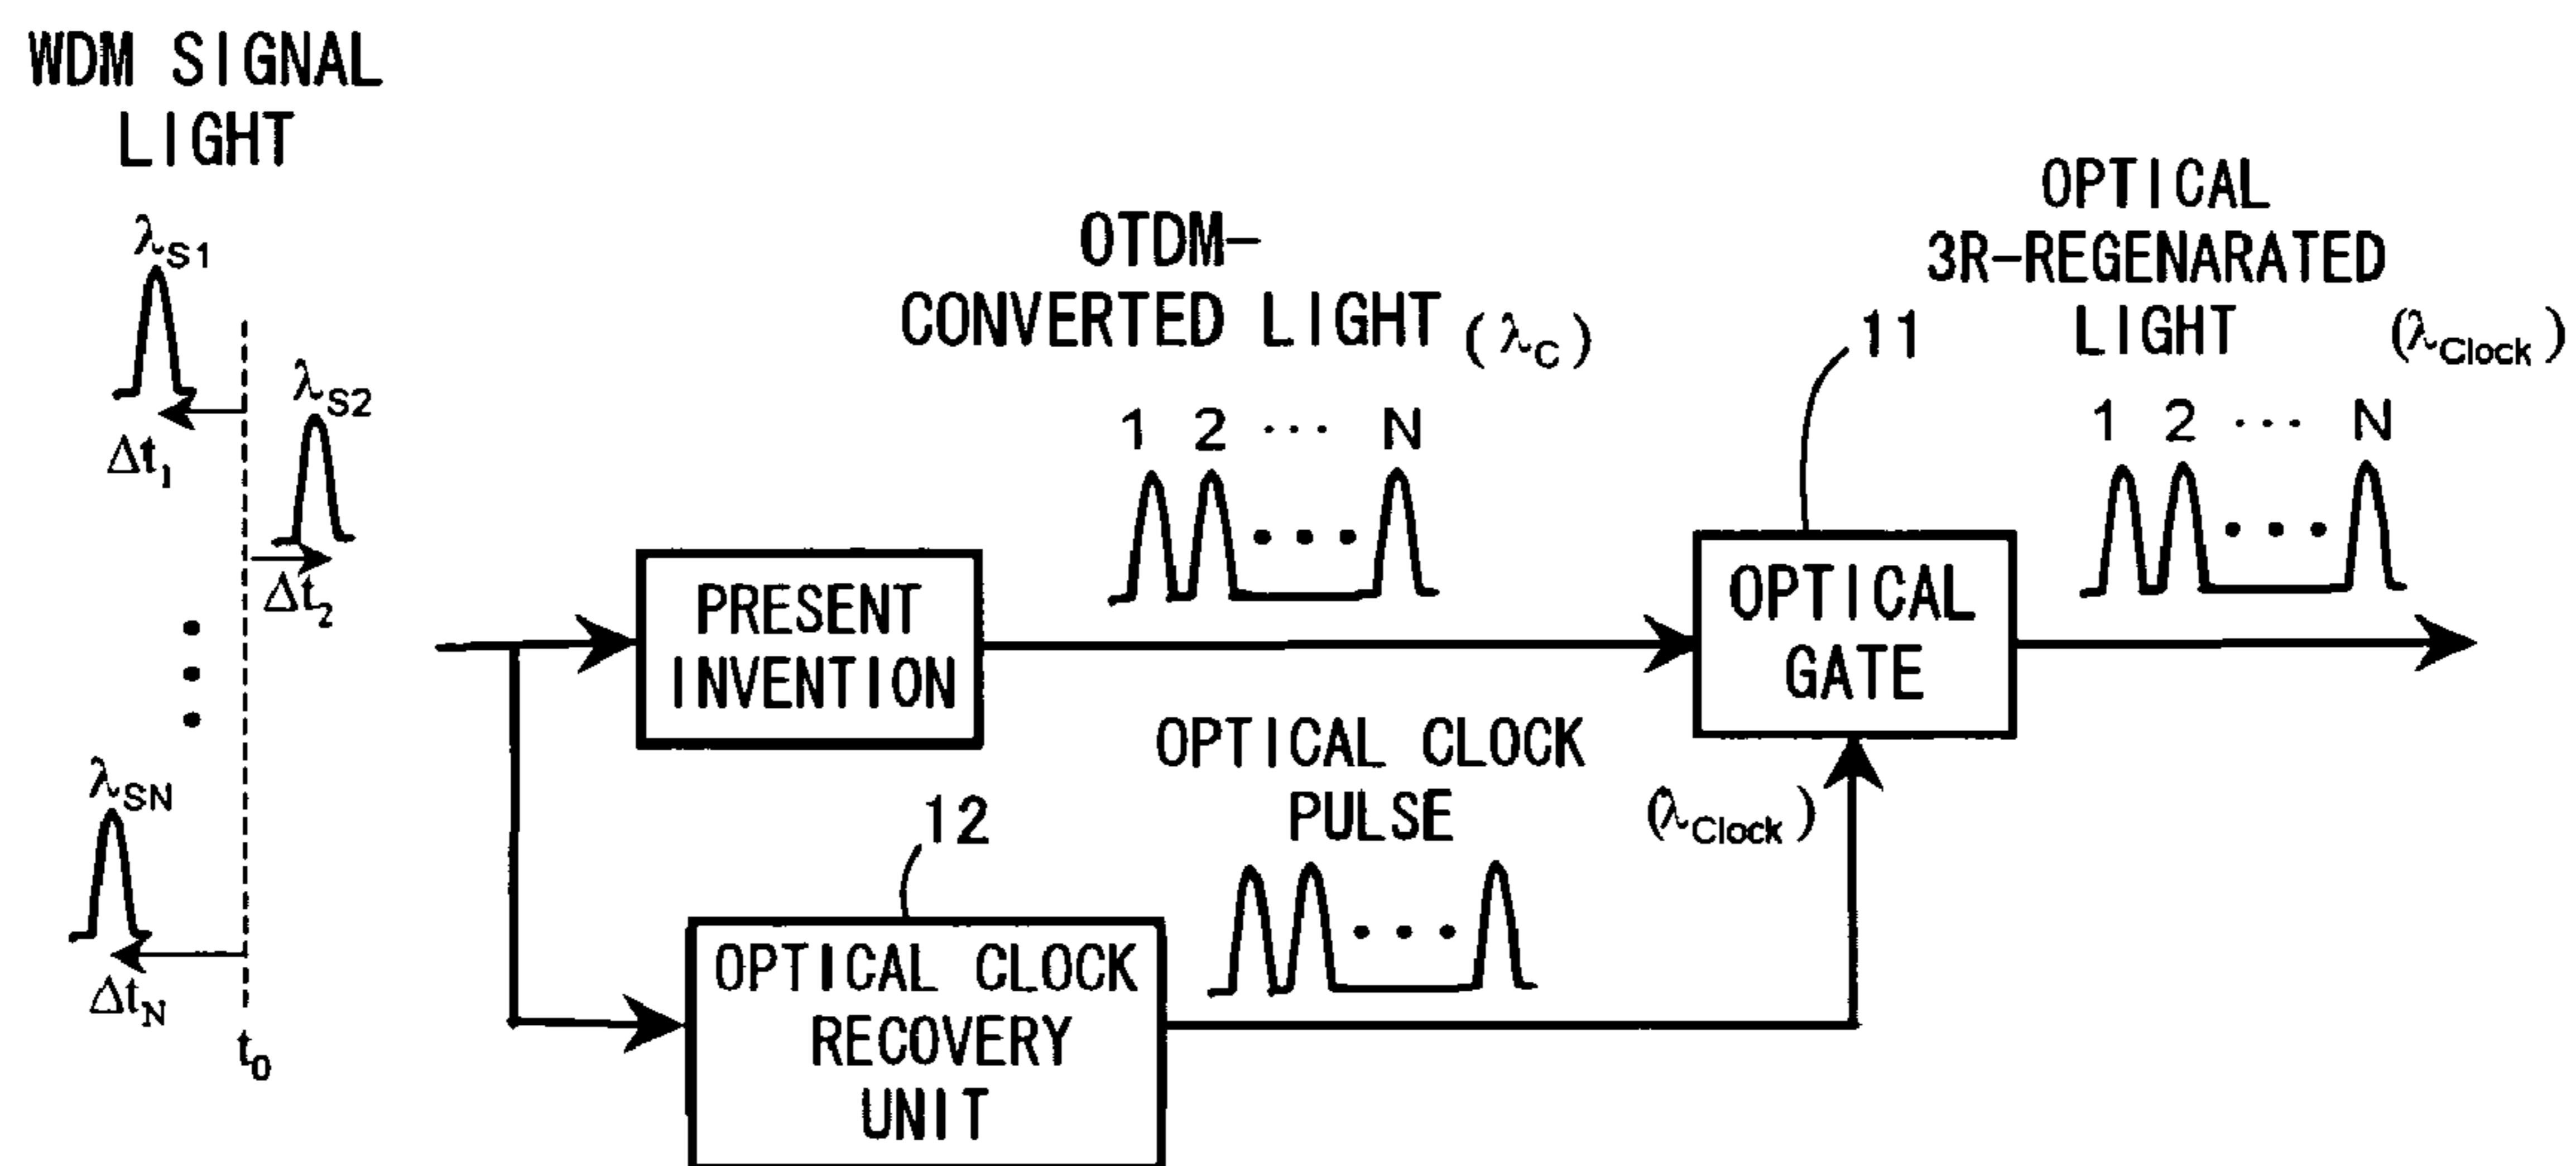 WDM SIGNAL
LIGHT
λS1
Δt1
λS2
Δt2
λSN
ΔtN
t0
PRESENT
INVENTION
OTDM-
CONVERTED LIGHT (λC)
1 2 ··· N
12
OPTICAL CLOCK
RECOVERY
UNIT
OPTICAL CLOCK
PULSE
(λClock)
11
OPTICAL
GATE
OPTICAL
3R-REGENARATED
LIGHT (λClock)
1 2 ··· N